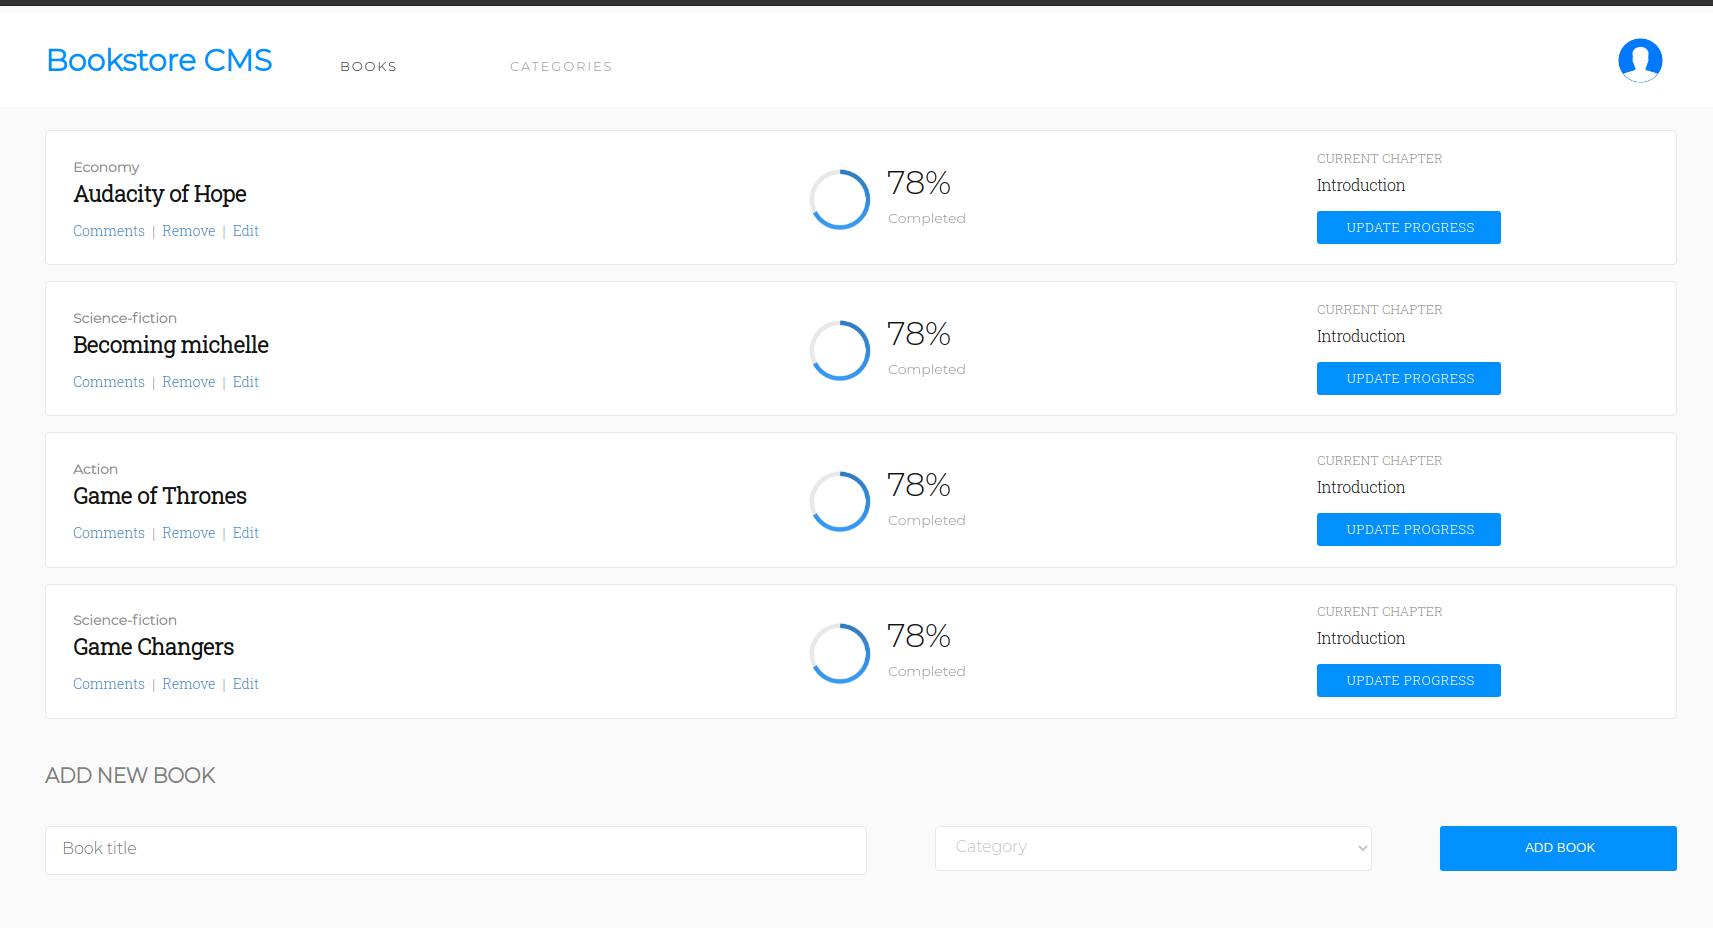 Bookstore CMS BOOKS CATEGORIES
Economy
Audacity of Hope
Comments | Remove | Edit
78%
Completed
CURRENT CHAPTER
Introduction
UPDATE PROGRESS
Science-fiction
Becoming michelle
Comments | Remove | Edit
78%
Completed
CURRENT CHAPTER
Introduction
UPDATE PROGRESS
Action
Game of Thrones
Comments | Remove | Edit
78%
Completed
CURRENT CHAPTER
Introduction
UPDATE PROGRESS
Science-fiction
Game Changers
Comments | Remove | Edit
78%
Completed
CURRENT CHAPTER
Introduction
UPDATE PROGRESS
ADD NEW BOOK
Book title Category ADD BOOK